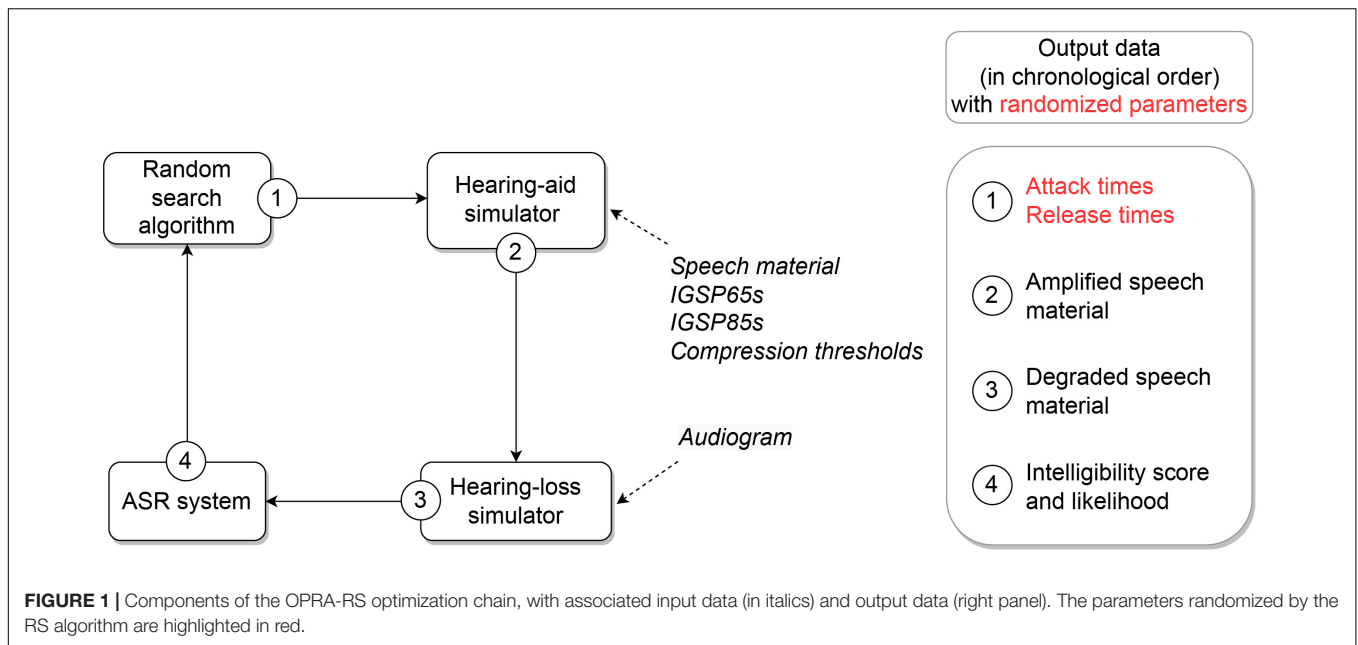 Output data
(in chronological order)
with randomized parameters
Random
search
algorithm
1
Hearing-aid
simulator
2
Speech material
IGSP65s
IGSP85s
Compression thresholds
Audiogram
4
ASR system
3
Hearing-loss
simulator
1
Attack times
Release times
2
Amplified speech
material
3
Degraded speech
material
4
Intelligibility score
and likelihood
FIGURE 1 | Components of the OPRA-RS optimization chain, with associated input data (in italics) and output data (right panel). The parameters randomized by the
RS algorithm are highlighted in red.